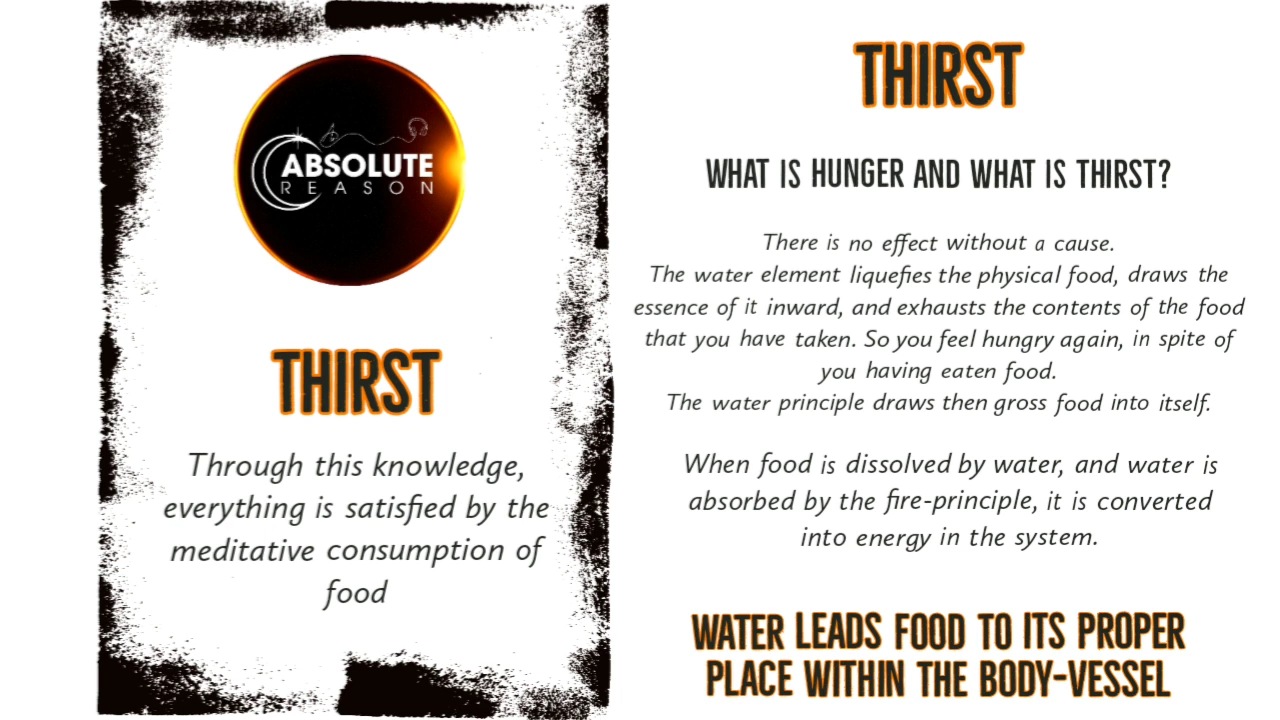 ABSOLUTE
REASON
THIRST
Through this knowledge,
everything is satisfied by the
meditative consumption of
food
THIRST
WHAT IS HUNGER AND WHAT IS THIRST?
There is no effect without a cause.
The water element liquefies the physical food, draws the
essence of it inward, and exhausts the contents of the food
that you have taken. So you feel hungry again, in spite of
you having eaten food.
The water principle draws then gross food into itself.
When food is dissolved by water, and water is
absorbed by the fire-principle, it is converted
into energy in the system.
WATER LEADS FOOD TO ITS PROPER
PLACE WITHIN THE BODY-VESSEL